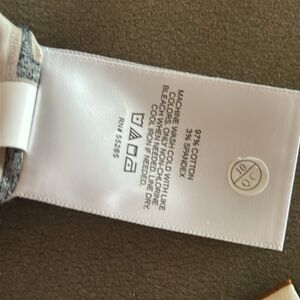 97% COTTON
3% SPANDEX
MACHINE WASH COLD WITH LIKE
COLORS. ONLY NON-CHLORINE
BLEACH WHEN NEEDED. LINE DRY.
COOL IRON IF NEEDED.
RN# 55285